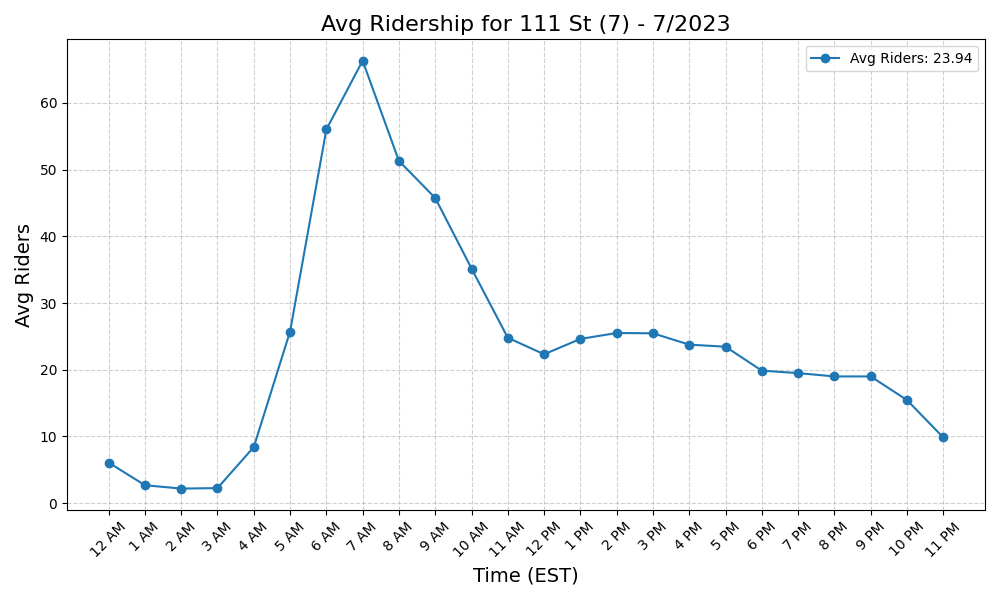 Avg Ridership for 111 St (7) - 7/2023
Avg Riders: 23.94
Avg Riders
60
50
40
30
20
10
0
12 AM
1 AM
2 AM
3 AM
4 AM
5 AM
6 AM
7 AM
8 AM
9 AM
10 AM
11 AM
12 PM
1 PM
2 PM
3 PM
4 PM
5 PM
6 PM
7 PM
8 PM
9 PM
10 PM
11 PM
Time (EST)